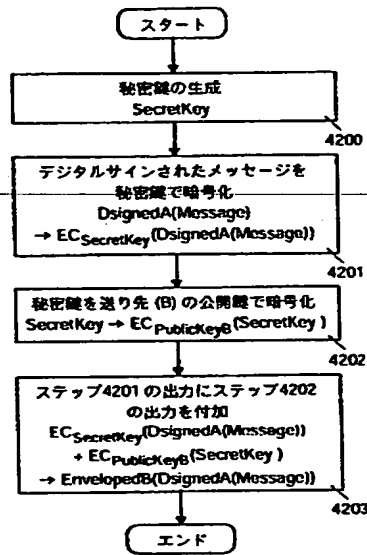 スタート
秘密鍵の生成
SecretKey
4200
デジタルサインされたメッセージを
秘密鍵で暗号化
DsignedA(Message)
→ ECSecretKey(DsignedA(Message))
4201
秘密鍵を送り先 (B) の公開鍵で暗号化
SecretKey → ECPublicKeyB(SecretKey )
4202
ステップ4201 の出力にステップ4202
の出力を付加
ECSecretKey(DsignedA(Message))
+ ECPublicKeyB(SecretKey )
→ EnvelopedB(DsignedA(Message))
4203
エンド